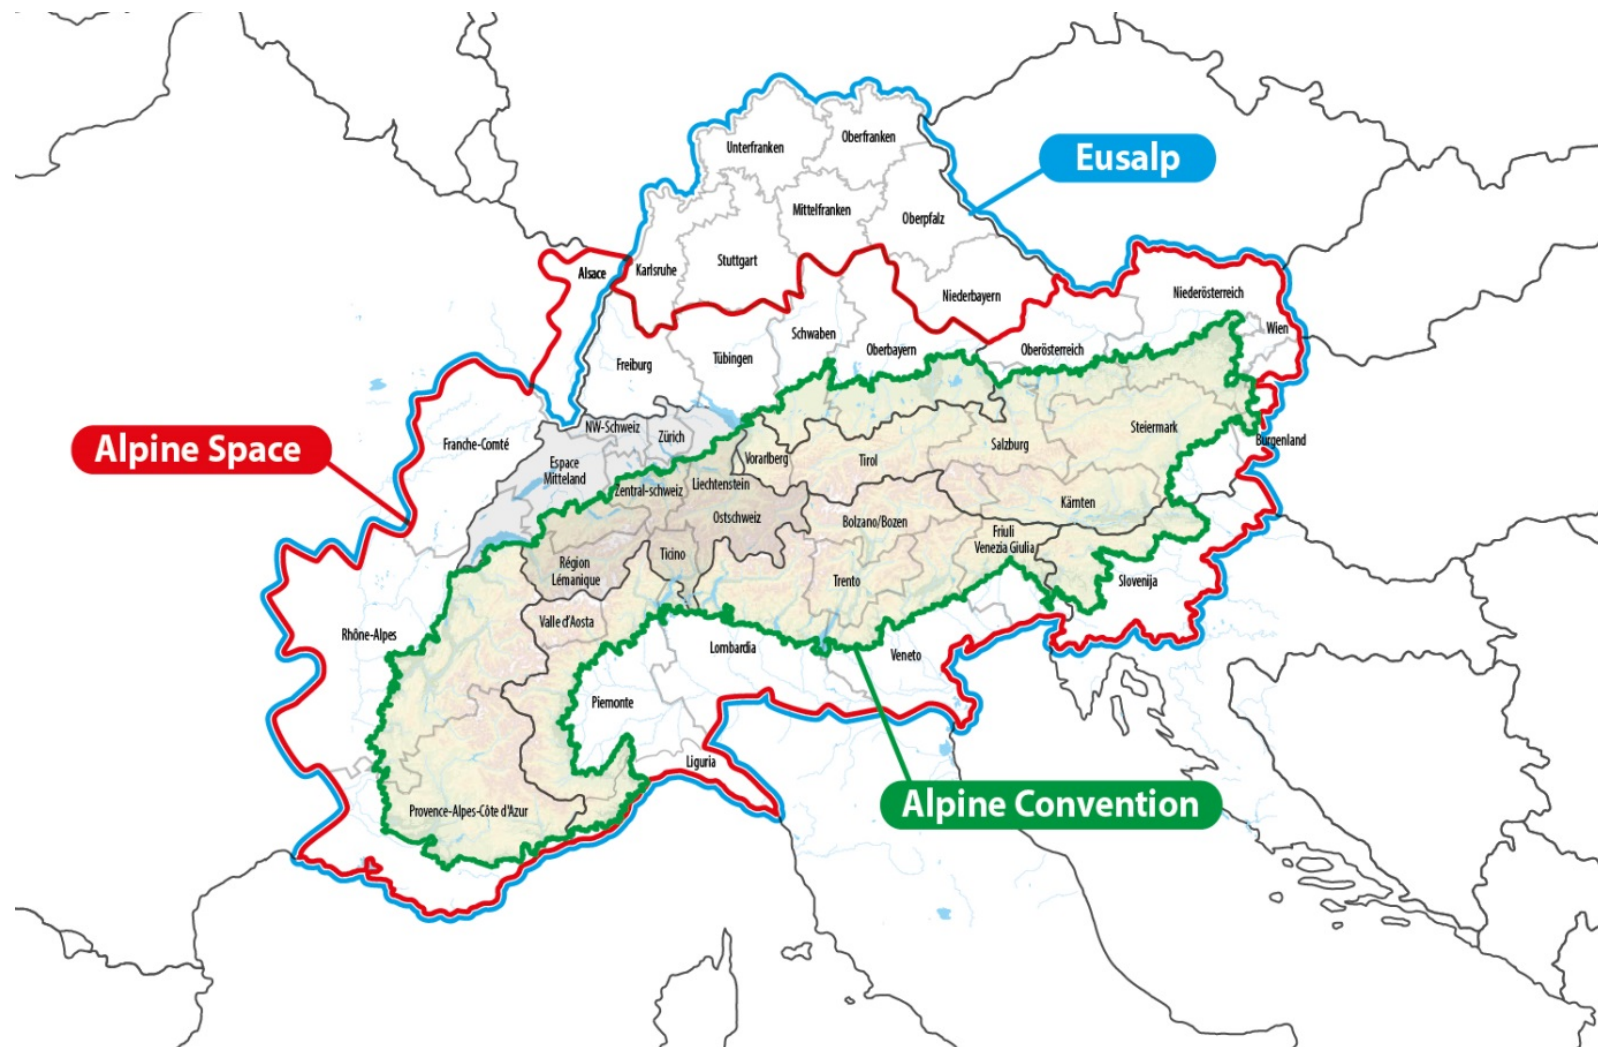 Unterfranken
Oberfranken
Eusalp
Mittelfranken
Oberpfalz
Alsace
Karlsruhe
Stuttgart
Niederbayern
Niederösterreich
Wien
Schwaben
Oberbayern
Oberösterreich
Freiburg
Tübingen
Alpine Space
Franche-Comté
NW-Schweiz
Zürich
Espace
Mitteland
Zentral-schweiz
Liechtenstein
Vorarlberg
Tirol
Salzburg
Steiermark
Burgenland
Ostschweiz
Bolzano/Bozen
Kärnten
Friuli
Venezia Giulia
Région
Lémanique
Ticino
Trento
Slovenija
Rhône-Alpes
Valle d'Aosta
Lombardia
Veneto
Piemonte
Liguria
Provence-Alpes-Côte d'Azur
Alpine Convention